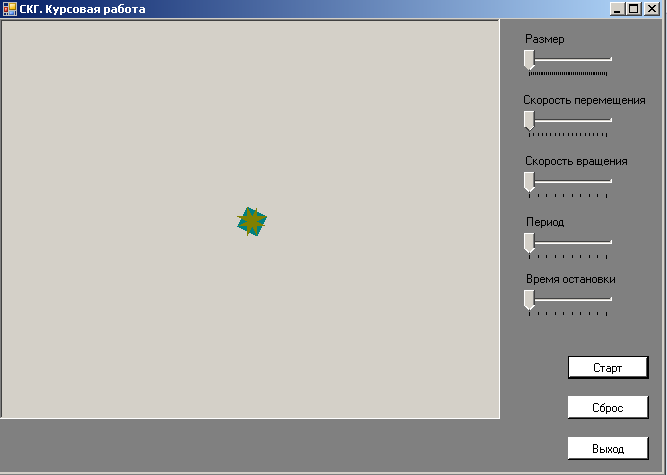 СКГ. Курсовая работа
Размер
Скорость перемещения
Скорость вращения
Период
Время остановки
Старт
Сброс
Выход